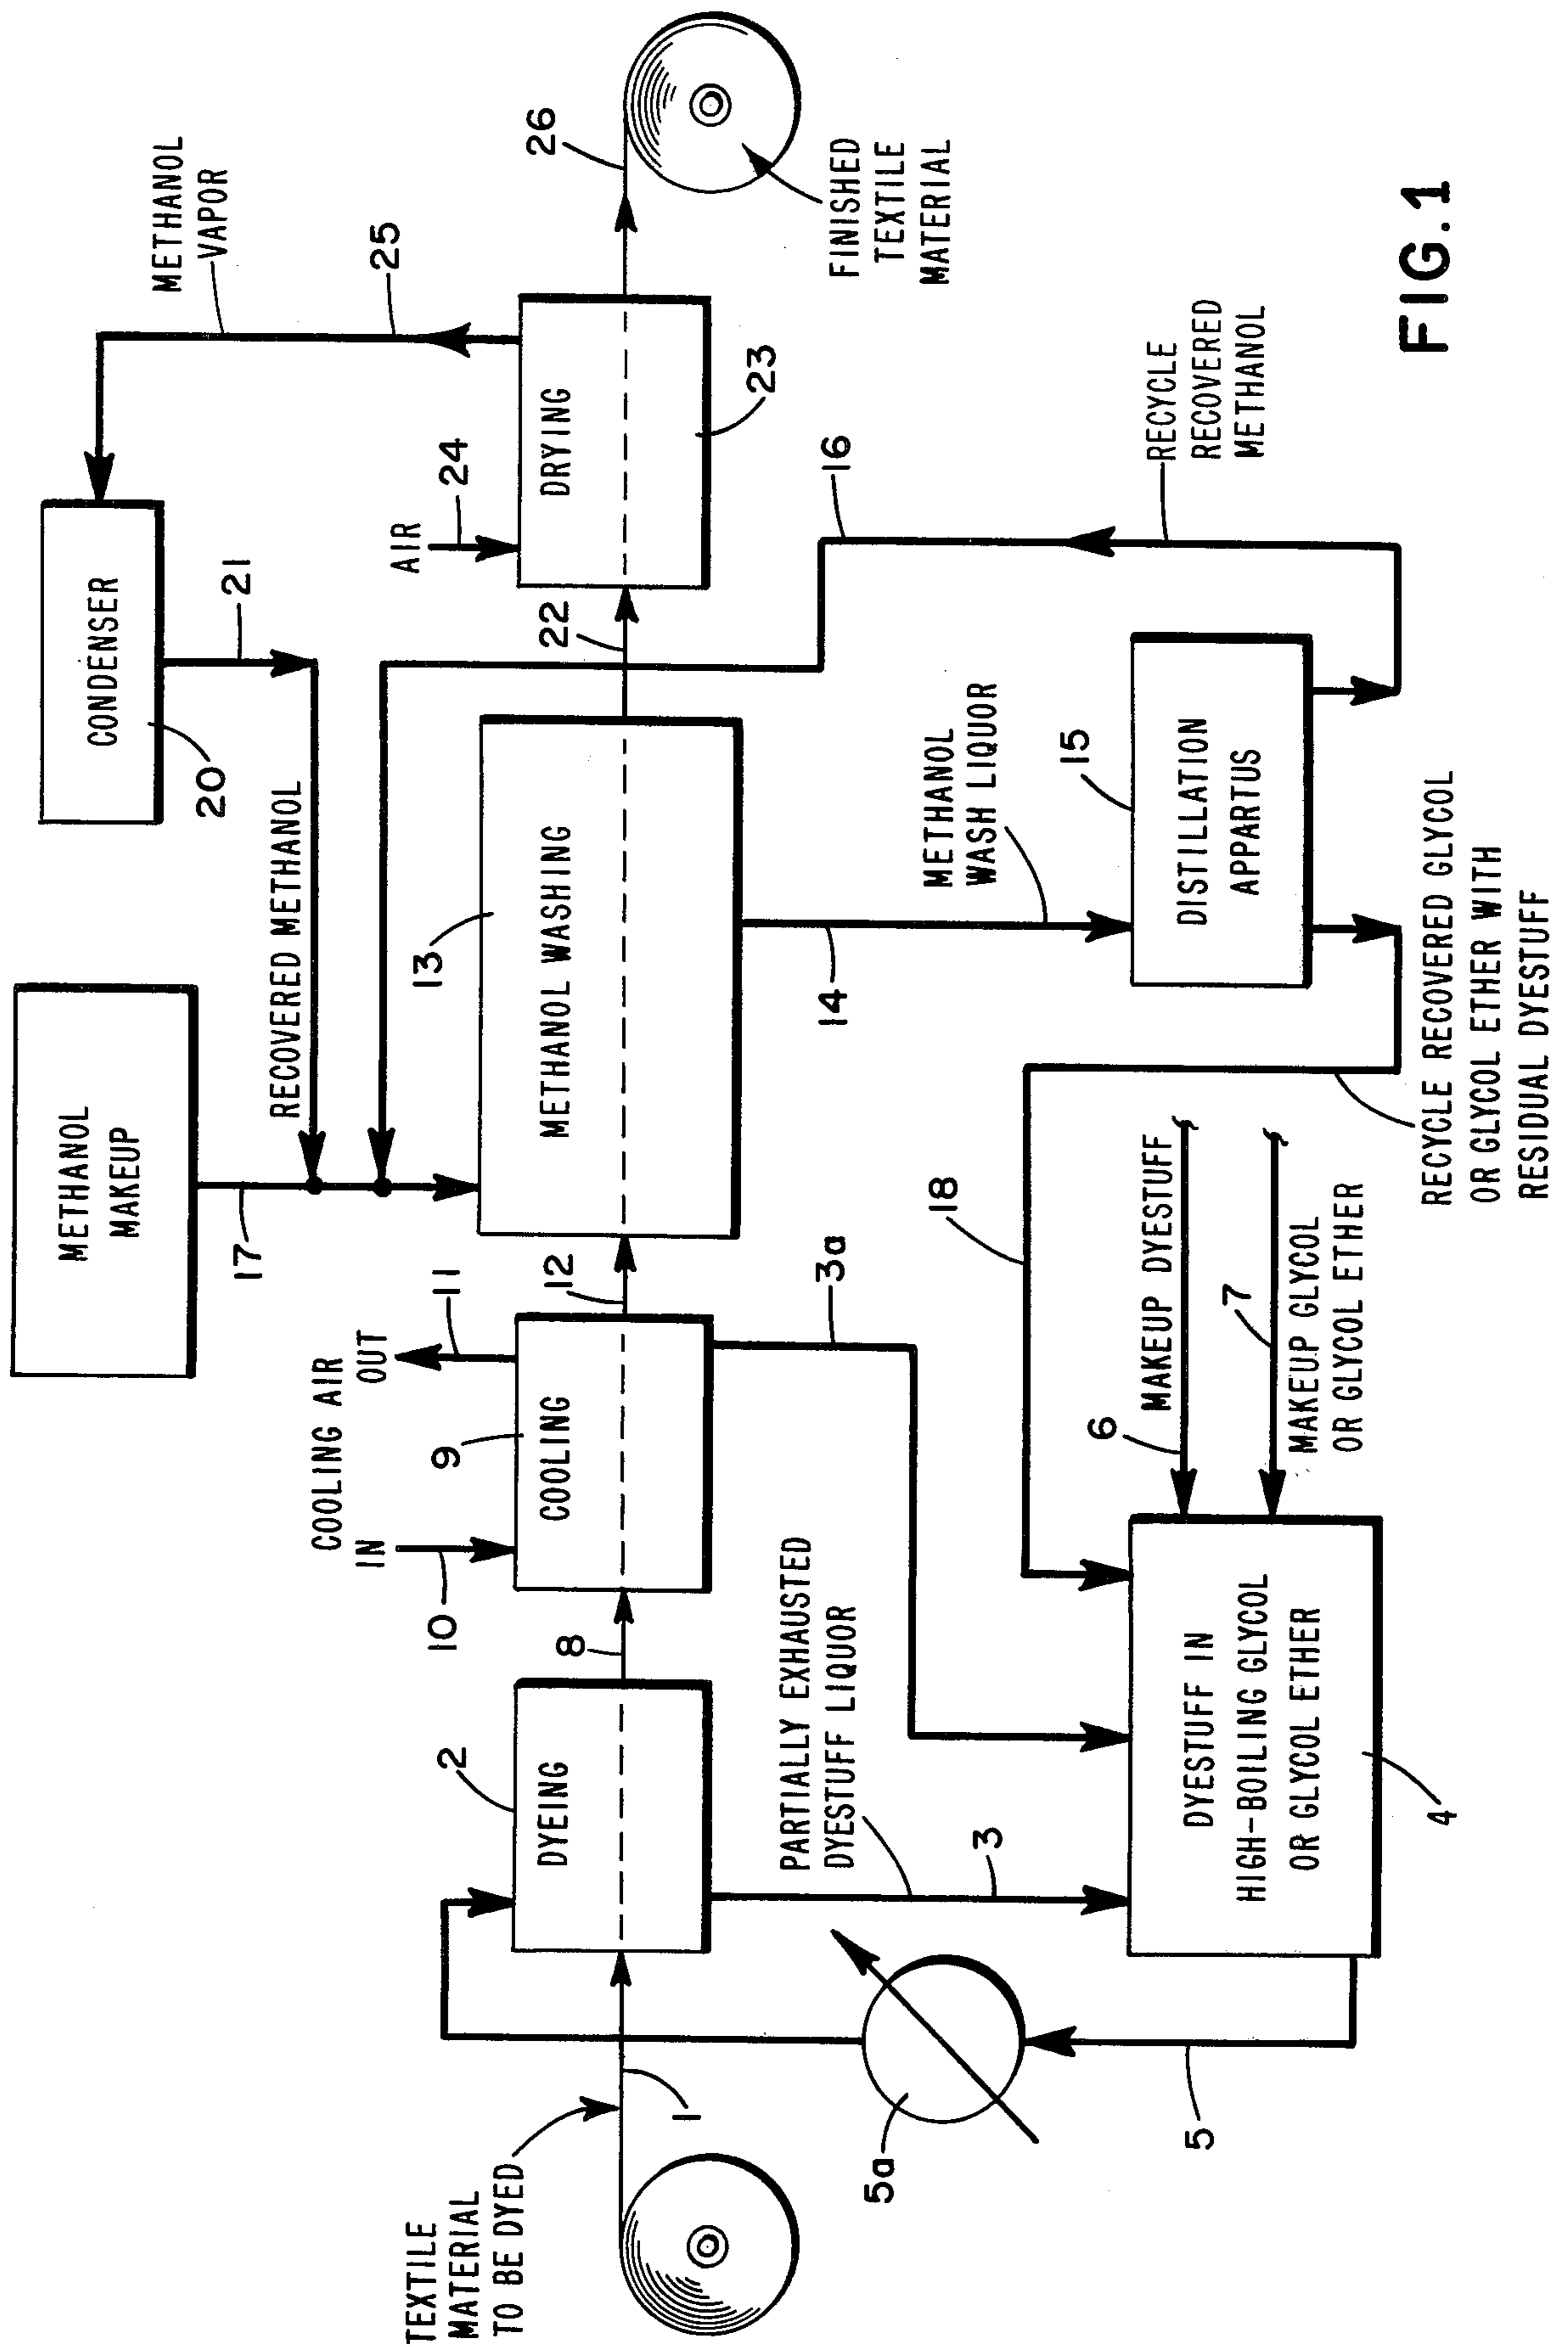 METHANOL
MAKEUP
17
CONDENSER
20
21
RECOVERED METHANOL
METHANOL
VAPOR
25
COOLING AIR
IN
OUT
10
11
AIR
24
TEXTILE
MATERIAL
TO BE DYED
1
2
DYEING
8
9
COOLING
12
13
METHANOL WASHING
22
DRYING
23
26
FINISHED
TEXTILE
MATERIAL
5a
5
PARTIALLY EXHAUSTED
DYESTUFF LIQUOR
3
3a
14
METHANOL
WASH LIQUOR
16
18
15
DISTILLATION
APPARTUS
RECYCLE
RECOVERED
METHANOL
DYESTUFF IN
HIGH-BOILING GLYCOL
OR GLYCOL ETHER
4
6
MAKEUP DYESTUFF
7
MAKEUP GLYCOL
OR GLYCOL ETHER
RECYCLE RECOVERED GLYCOL
OR GLYCOL ETHER WITH
RESIDUAL DYESTUFF
FIG. 1